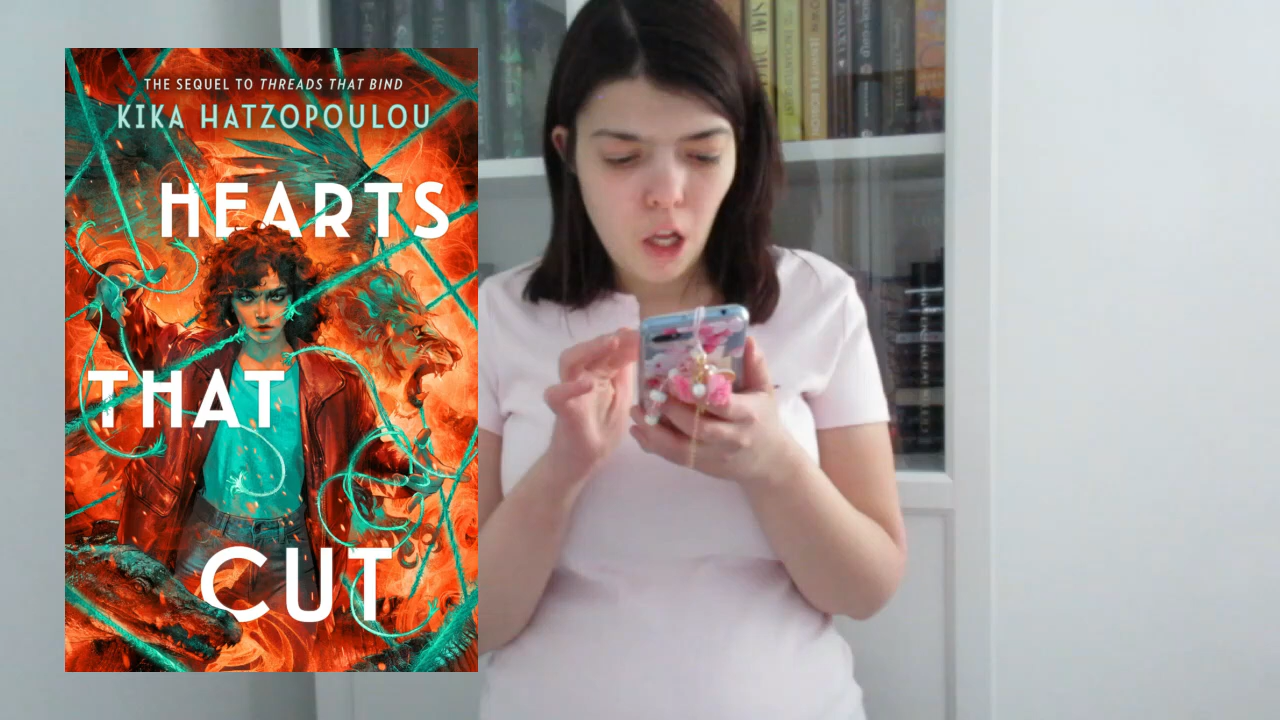 THE SEQUEL TO THREADS THAT BIND
KIKA HATZOPOULOU
HEARTS
THAT
CUT